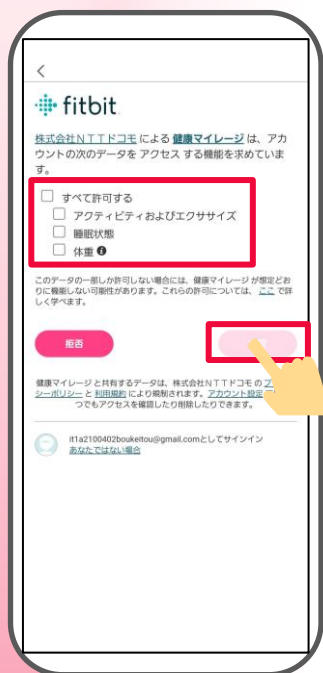 fitbit
株式会社NTTドコモ による 健康マイレージ は、アカ
ウントの次のデータを アクセス する機能を求めていま
す。
すべて許可する
アクティビティおよびエクササイズ
睡眠状態
体重
このデータの一部しか許可しない場合には、健康マイレージ が想定どお
りに機能しない可能性があります。これらの許可については、 ここ で詳
しく学べます。
拒否
健康マイレージ と共有するデータは、株式会社NTTドコモ の プ
シーポリシー と 利用規約 により規制されます。アカウント設定
つでもアクセスを確認したり削除したりできます。
it1a2100402boukeitou@gmail.comとしてサインイン
あなたではない場合